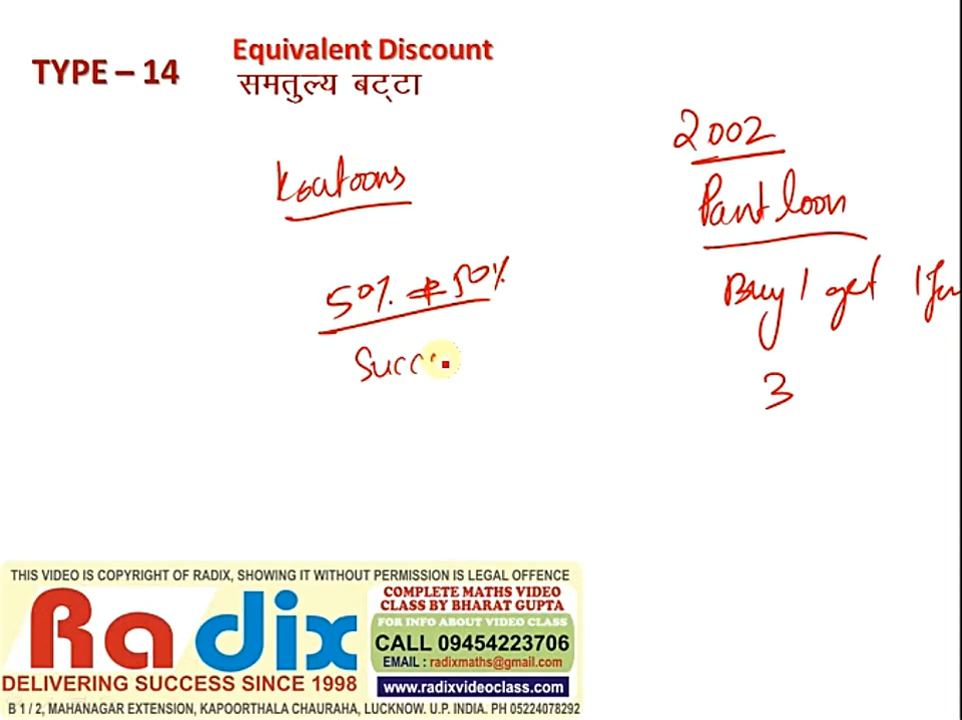 TYPE – 14
Equivalent Discount
समतुल्य बट्टा
Koutoons
50% + 50%
Succ
2002
Pantloon
Buy 1 get 1
3
THIS VIDEO IS COPYRIGHT OF RADIX, SHOWING IT WITHOUT PERMISSION IS LEGAL OFFENCE
Radix
DELIVERING SUCCESS SINCE 1998
COMPLETE MATHS VIDEO
CLASS BY BHARAT GUPTA
FOR INFO ABOUT VIDEO CLASS
CALL 09454223706
EMAIL : radixmaths@gmail.com
www.radixvideoclass.com
B 1 / 2, MAHANAGAR EXTENSION, KAPOORTHALA CHAURAHA, LUCKNOW. U.P. INDIA. PH 05224078292